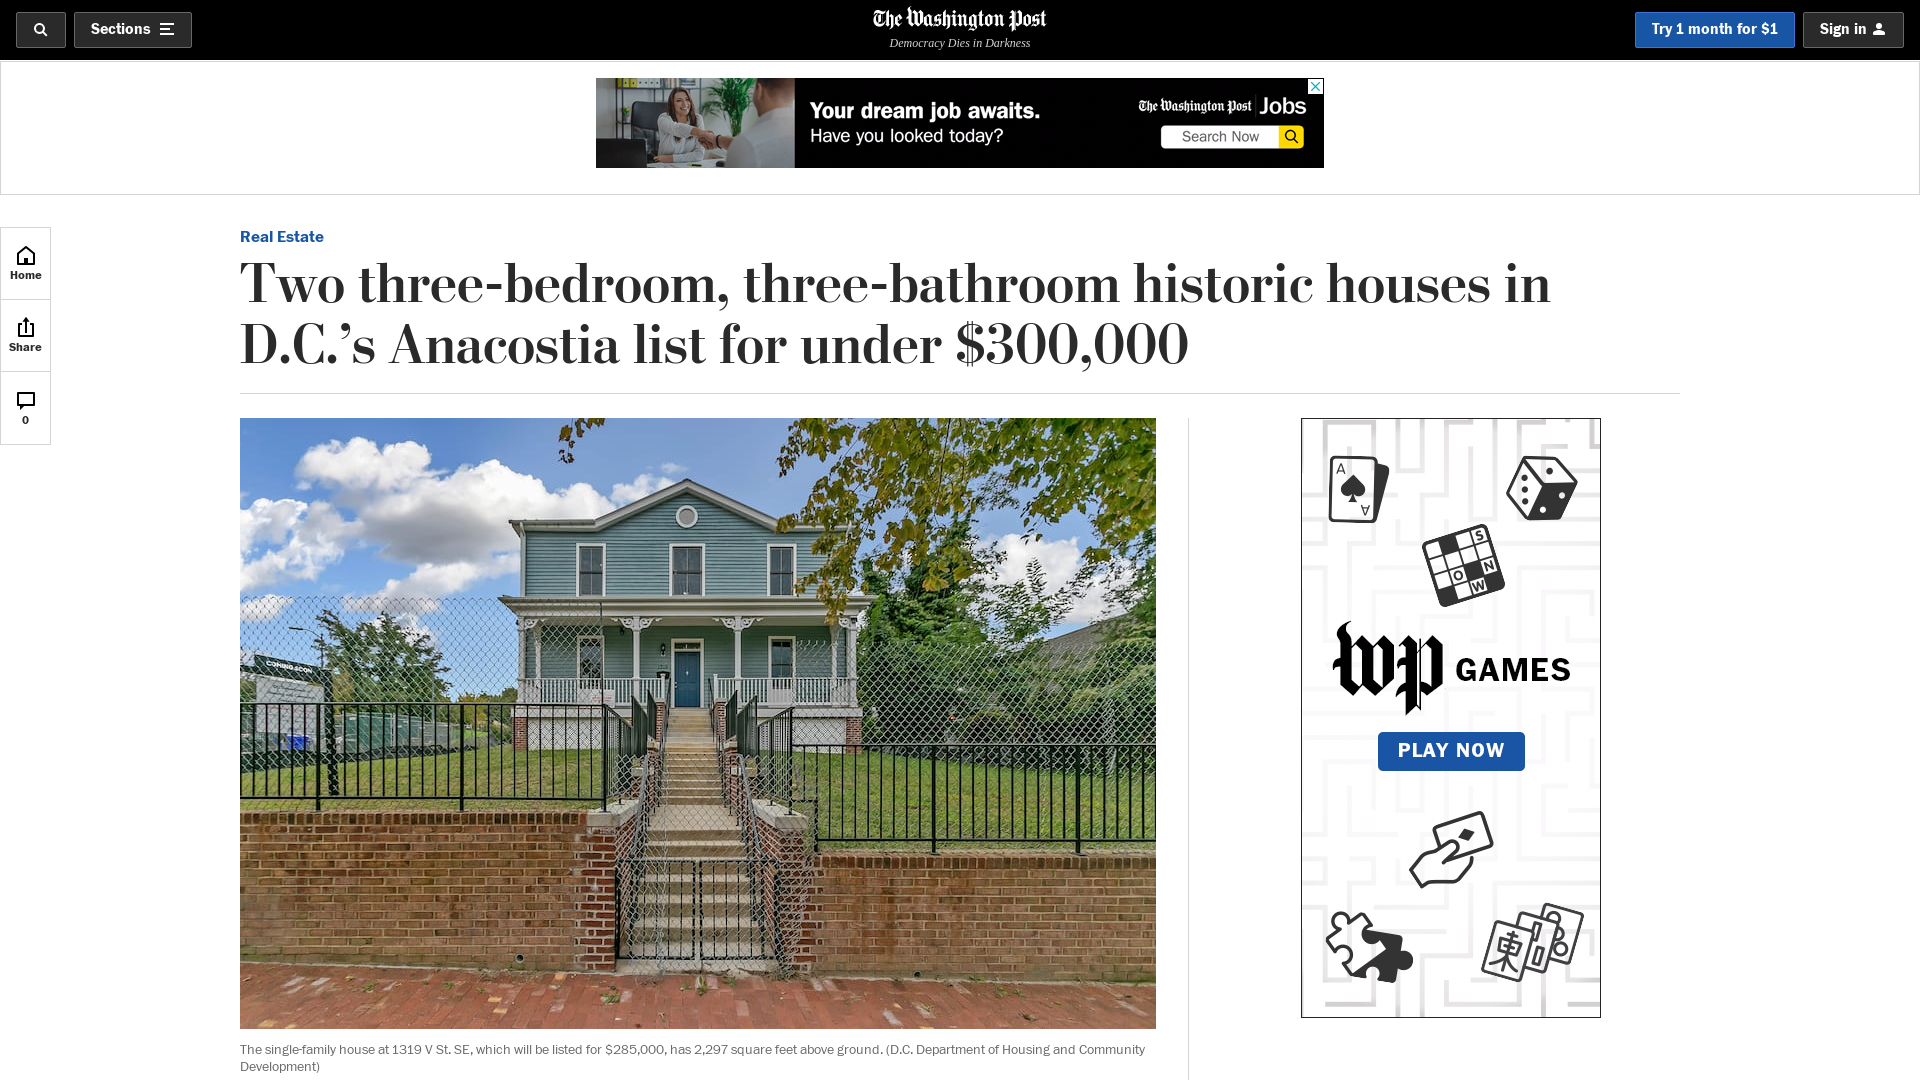 Sections
The Washington Post
Democracy Dies in Darkness
Try 1 month for $1
Sign in
Your dream job awaits.
Have you looked today?
The Washington Post Jobs
Search Now
Home
Share
0
Real Estate
Two three-bedroom, three-bathroom historic houses in
D.C.’s Anacostia list for under $300,000
COMING SOON
A
A
S
O N
W
wp GAMES
PLAY NOW
東
The single-family house at 1319 V St. SE, which will be listed for $285,000, has 2,297 square feet above ground. (D.C. Department of Housing and Community
Development)